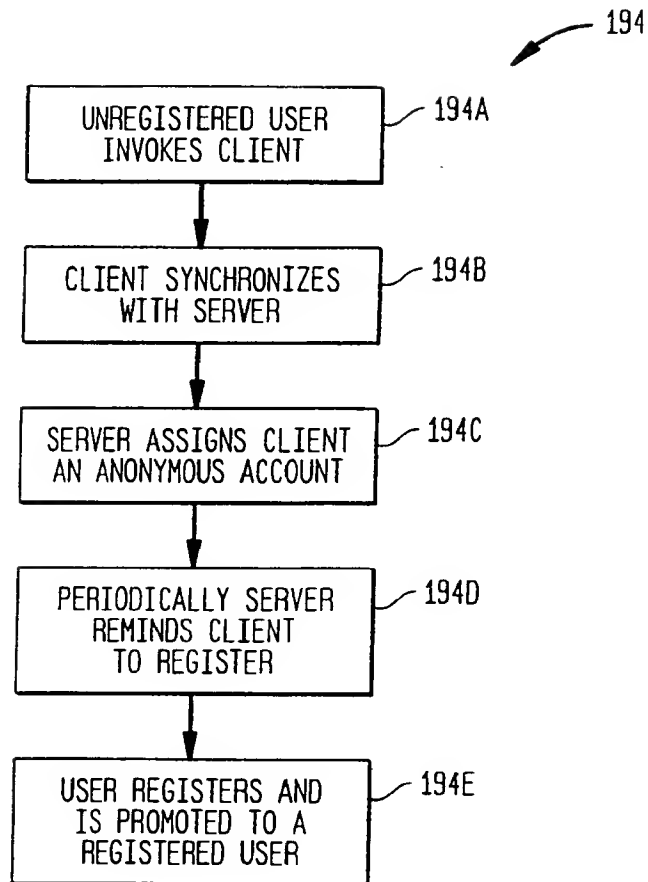 194
UNREGISTERED USER
INVOKES CLIENT
194A
CLIENT SYNCHRONIZES
WITH SERVER
194B
SERVER ASSIGNS CLIENT
AN ANONYMOUS ACCOUNT
194C
PERIODICALLY SERVER
REMINDS CLIENT
TO REGISTER
194D
USER REGISTERS AND
IS PROMOTED TO A
REGISTERED USER
194E